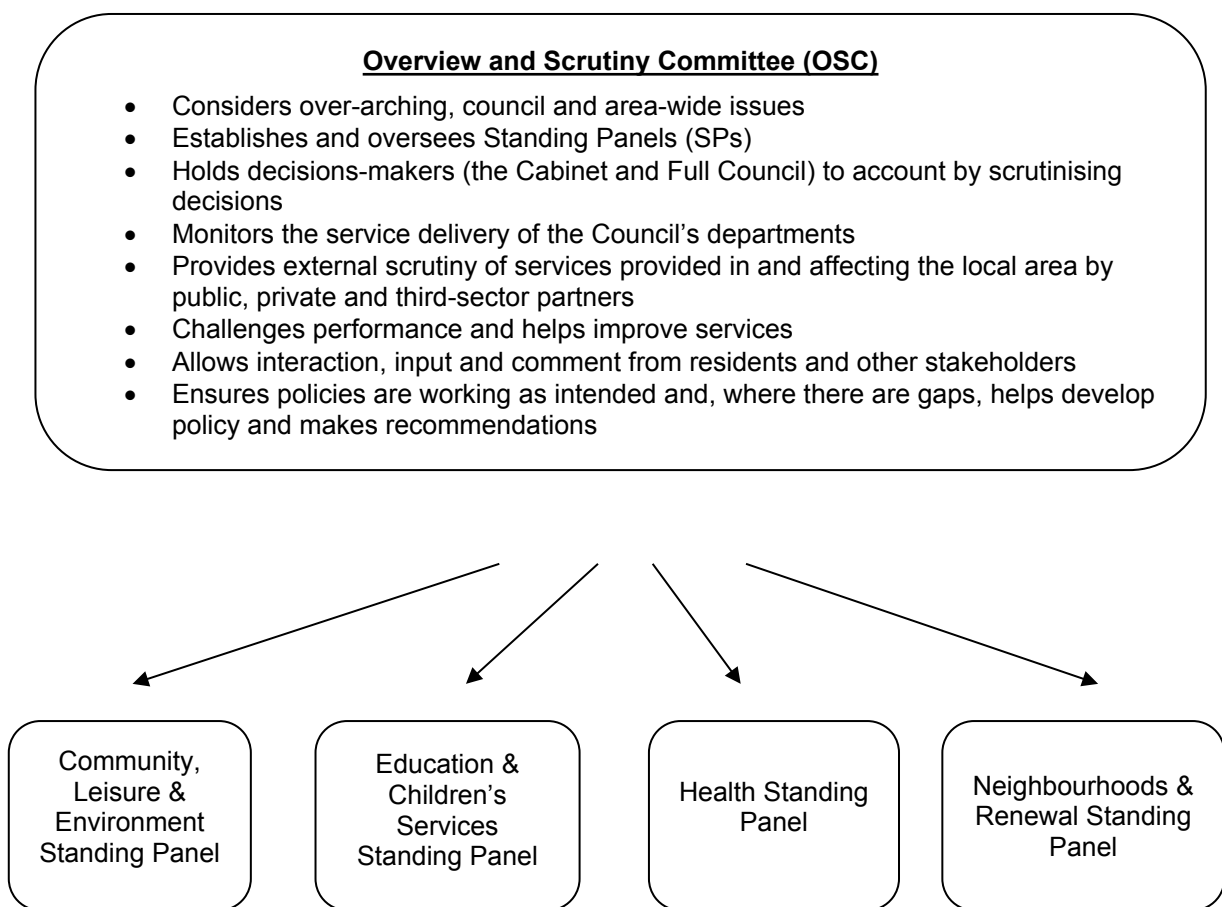 Overview and Scrutiny Committee (OSC)
• Considers over-arching, council and area-wide issues
• Establishes and oversees Standing Panels (SPs)
• Holds decisions-makers (the Cabinet and Full Council) to account by scrutinising
decisions
• Monitors the service delivery of the Council’s departments
• Provides external scrutiny of services provided in and affecting the local area by
public, private and third-sector partners
• Challenges performance and helps improve services
• Allows interaction, input and comment from residents and other stakeholders
• Ensures policies are working as intended and, where there are gaps, helps develop
policy and makes recommendations
Community,
Leisure &
Environment
Standing Panel
Education &
Children’s
Services
Standing Panel
Health Standing
Panel
Neighbourhoods &
Renewal Standing
Panel